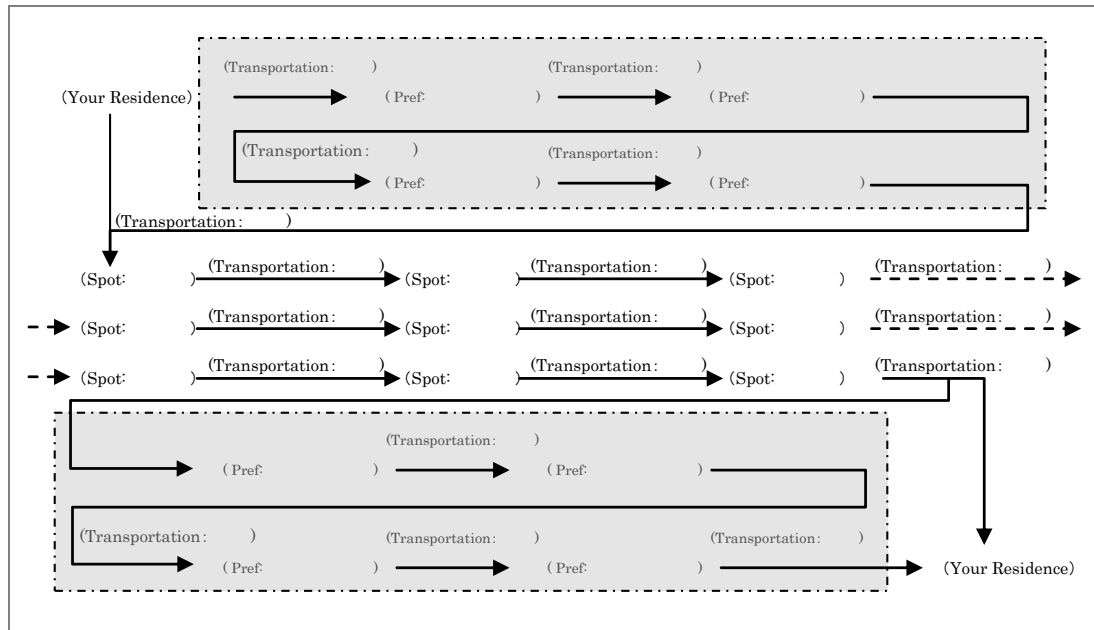 (Transportation: ) (Transportation: )
(Your Residence) ( Pref: ) ( Pref: )
(Transportation: ) (Transportation: )
( Pref: ) ( Pref: )
(Transportation: )
(Spot: ) (Transportation: ) (Spot: ) (Transportation: ) (Spot: ) (Transportation: )
(Spot: ) (Transportation: ) (Spot: ) (Transportation: ) (Spot: ) (Transportation: )
(Spot: ) (Transportation: ) (Spot: ) (Transportation: ) (Spot: ) (Transportation: )
(Transportation: )
( Pref: ) ( Pref: )
(Transportation: ) (Transportation: ) (Transportation: )
( Pref: ) ( Pref: ) (Your Residence)